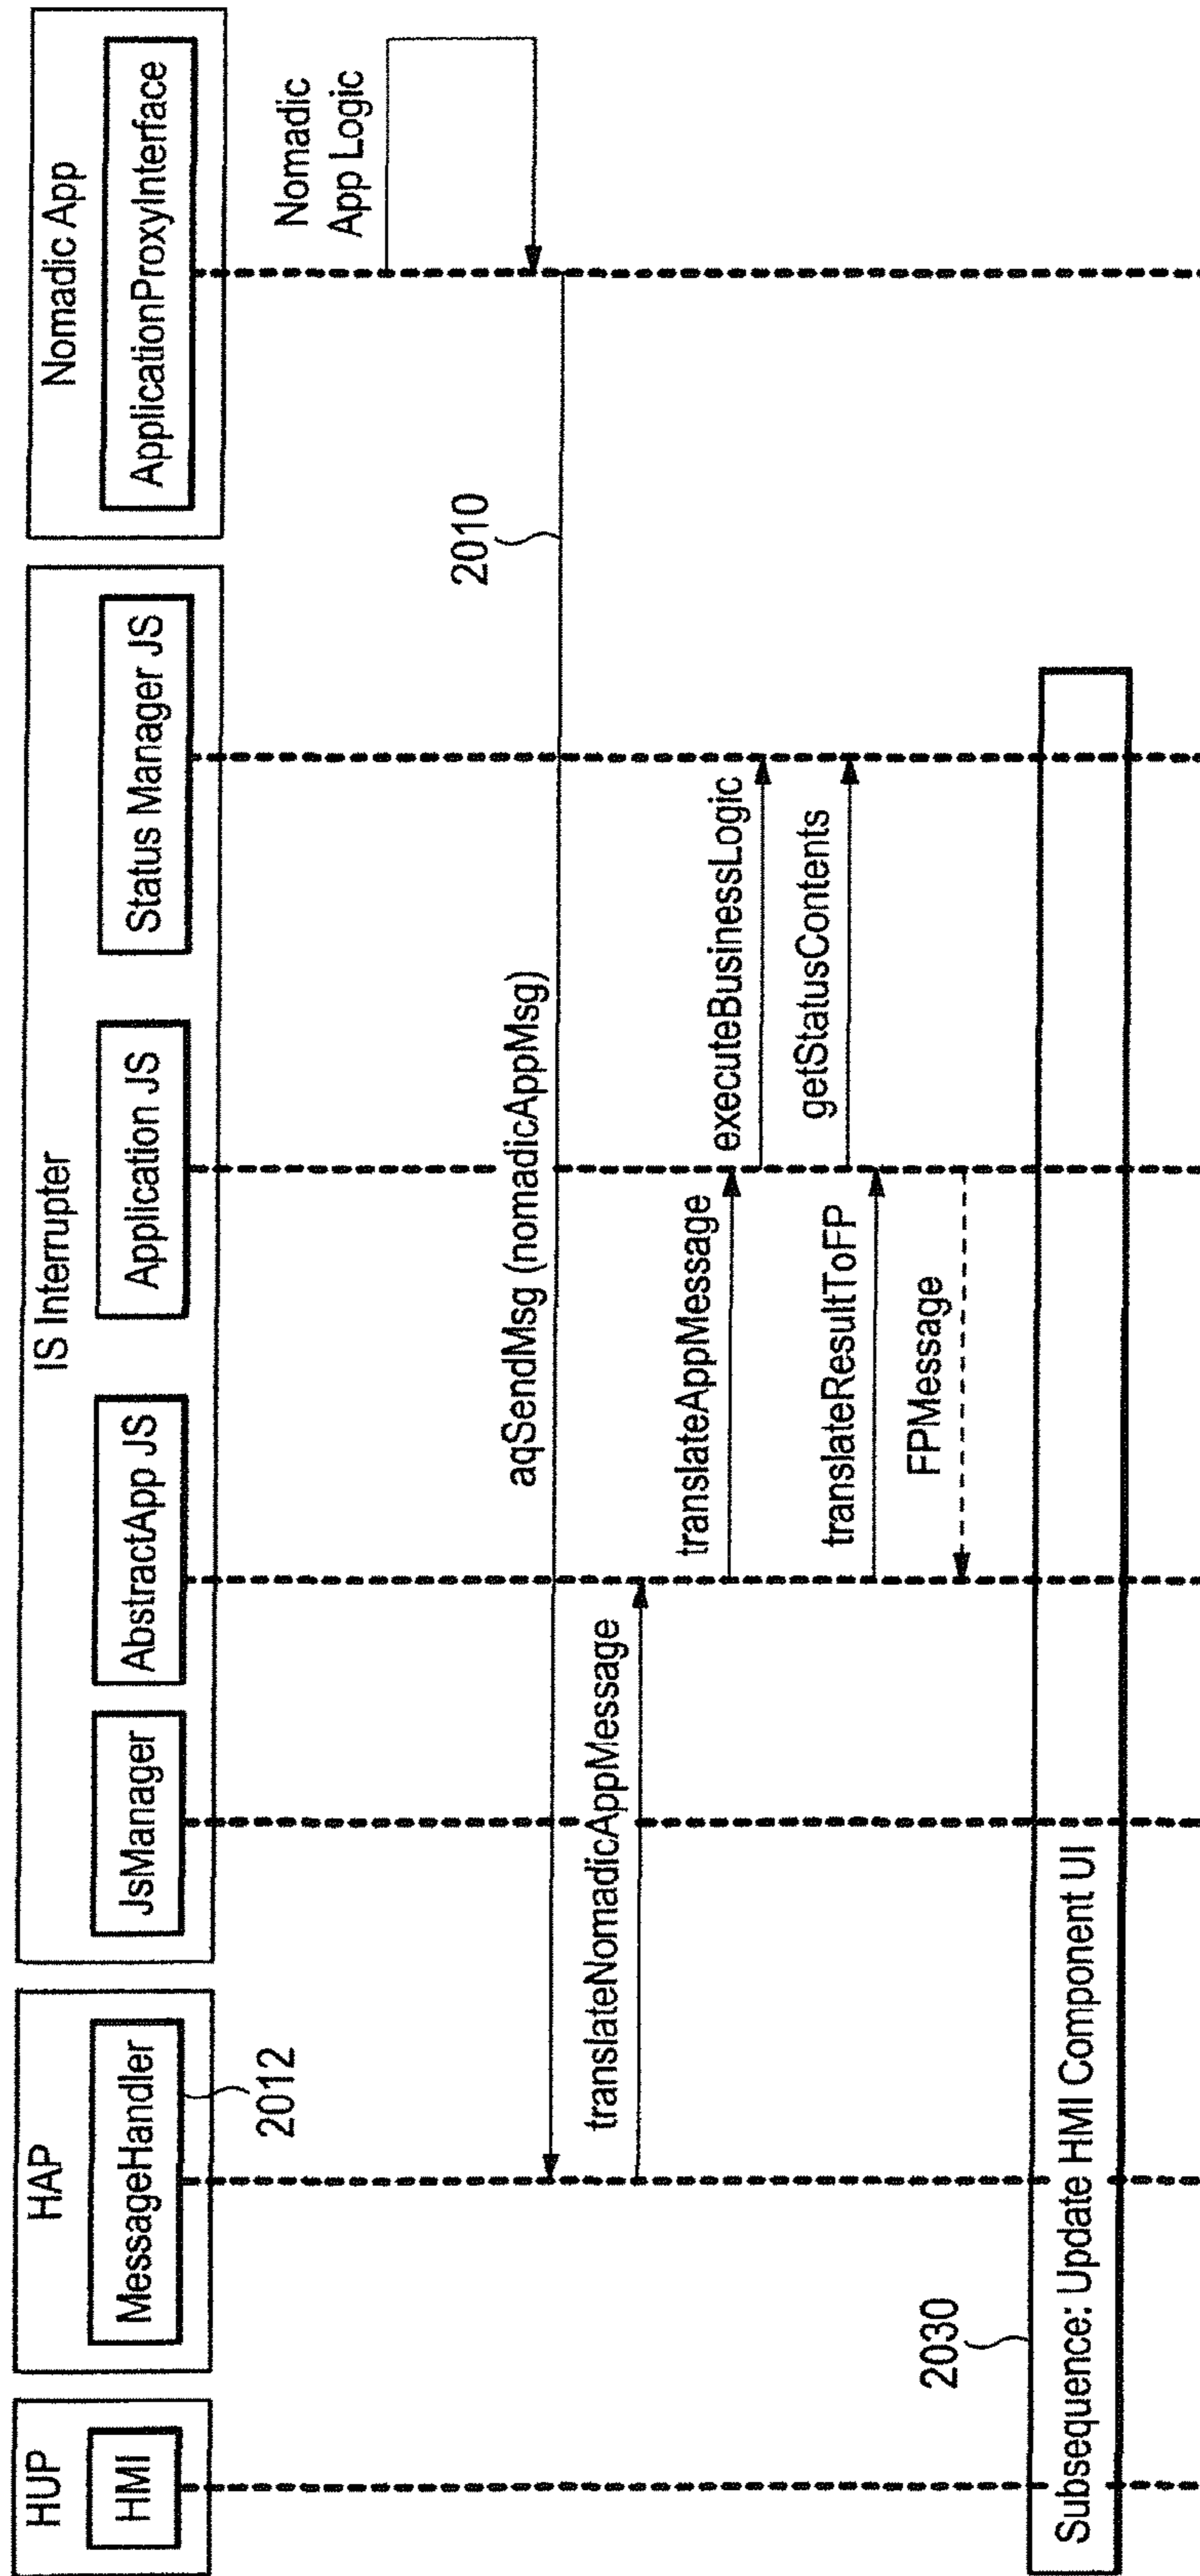 HUP
HMI
HAP
MessageHandler
2012
IS Interrupter
JsManager
AbstractApp JS
Application JS
Status Manager JS
Nomadic App
ApplicationProxyInterface
Nomadic
App Logic
2010
aqSendMsg (nomadicAppMsg)
translateNomadicAppMessage
translateAppMessage
executeBusinessLogic
getStatusContents
translateResultToFP
FPMessage
2030
Subsequence: Update HMI Component UI